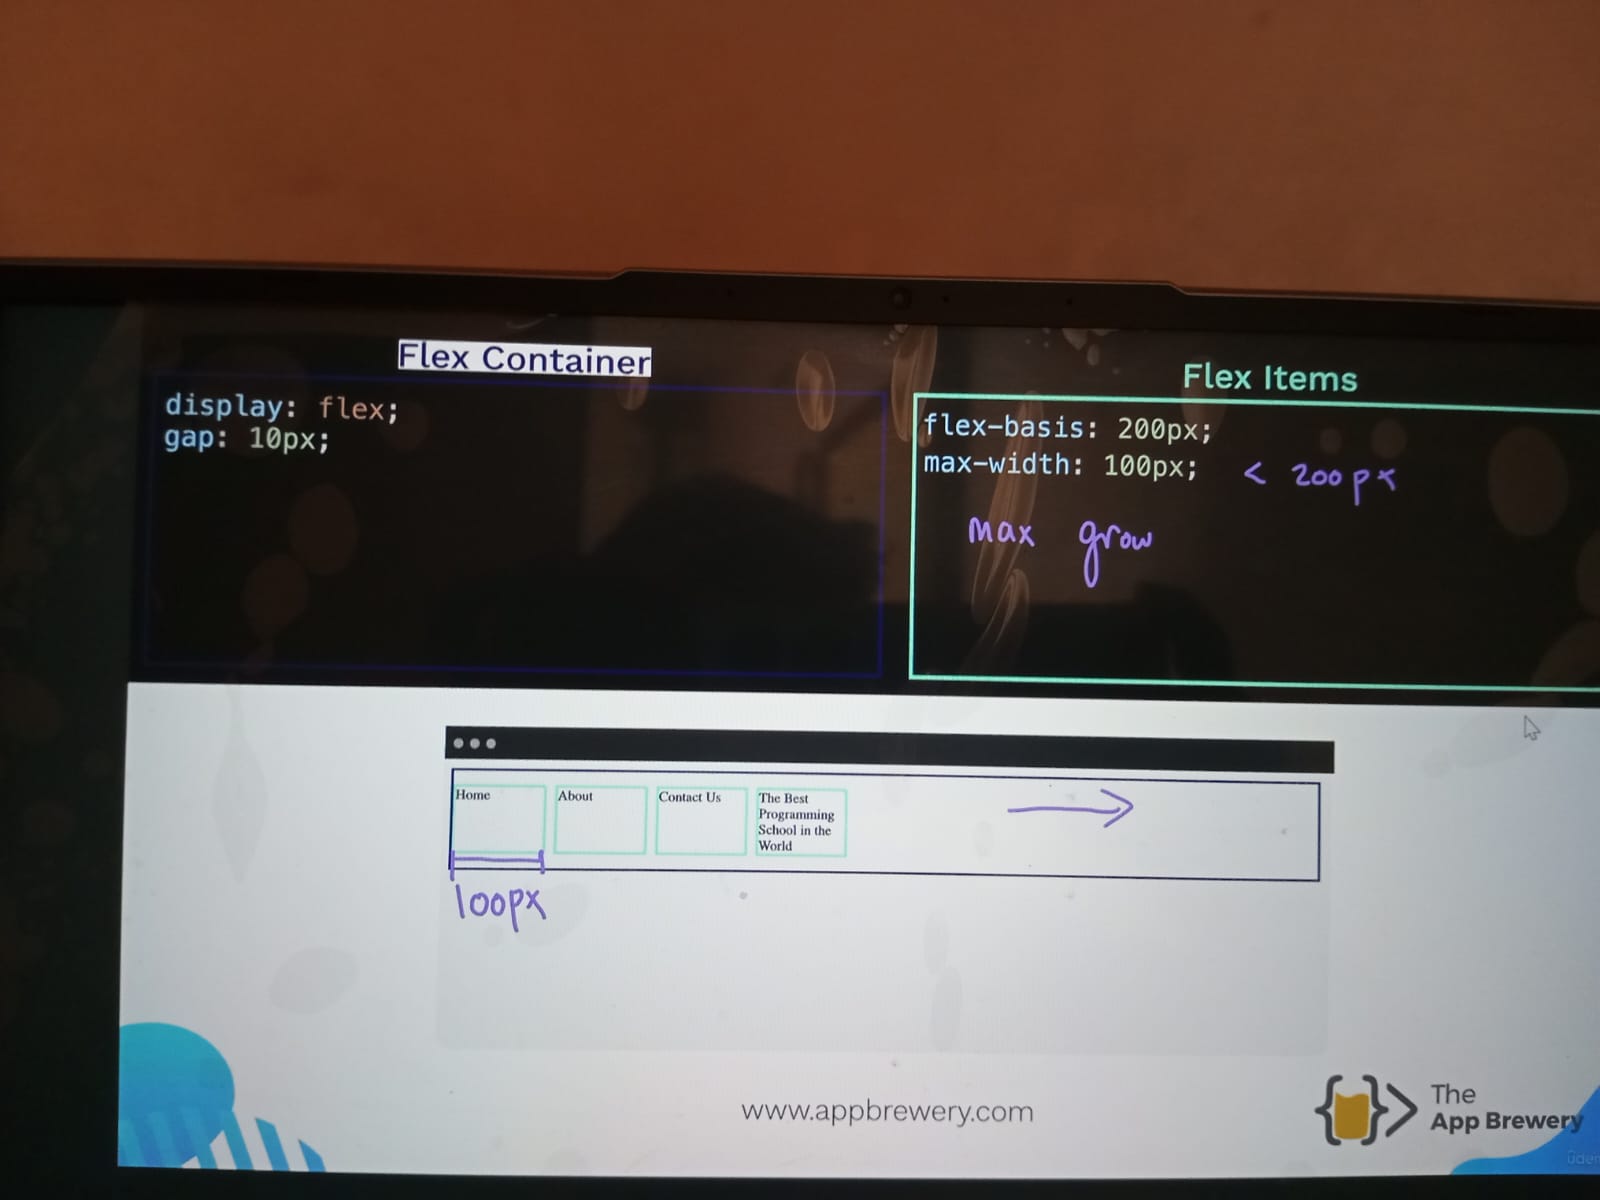 Flex Container
display: flex;
gap: 10px;
Flex Items
flex-basis: 200px;
max-width: 100px; < 200px
max grow
Home
About
Contact Us
The Best
Programming
School in the
World
100px
www.appbrewery.com
The
App Brewery